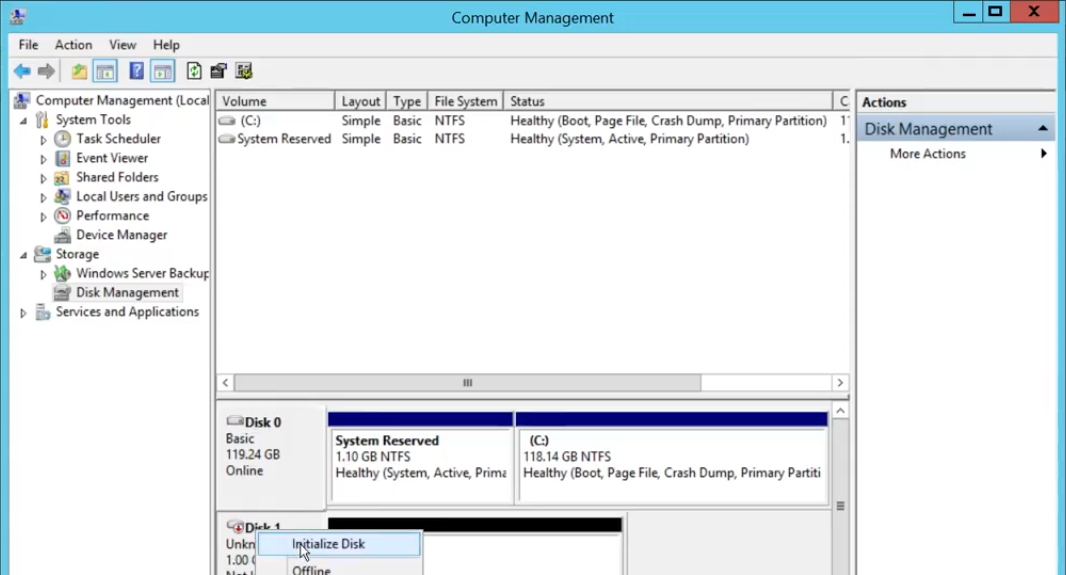 Computer Management
File Action View Help
Computer Management (Local
System Tools
Task Scheduler
Event Viewer
Shared Folders
Local Users and Groups
Performance
Device Manager
Storage
Windows Server Backup
Disk Management
Services and Applications
Volume Layout Type File System Status C
(C:) Simple Basic NTFS Healthy (Boot, Page File, Crash Dump, Primary Partition)
System Reserved Simple Basic NTFS Healthy (System, Active, Primary Partition) 1.
Actions
Disk Management
More Actions
Disk 0
Basic
119.24 GB
Online
System Reserved
1.10 GB NTFS
Healthy (System, Active, Prima
(C:)
118.14 GB NTFS
Healthy (Boot, Page File, Crash Dump, Primary Partiti
Disk 1
Unkn
1.00
Initialize Disk
Offline